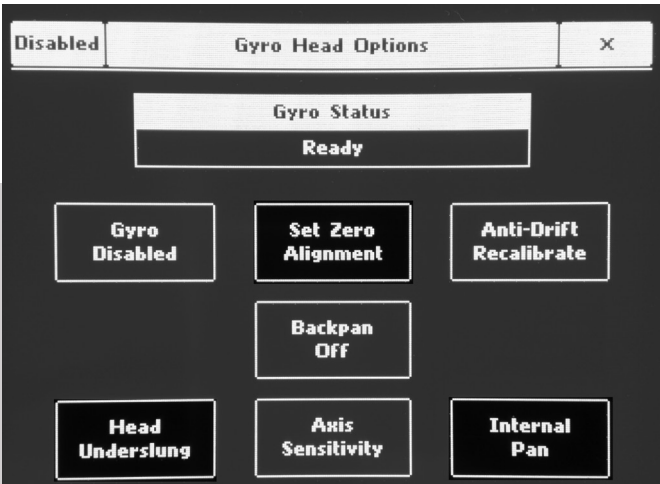 Disabled
Gyro Head Options
×
Gyro Status
Ready
Gyro
Disabled
Set Zero
Alignment
Anti-Drift
Recalibrate
Backpan
Off
Head
Underslung
Axis
Sensitivity
Internal
Pan